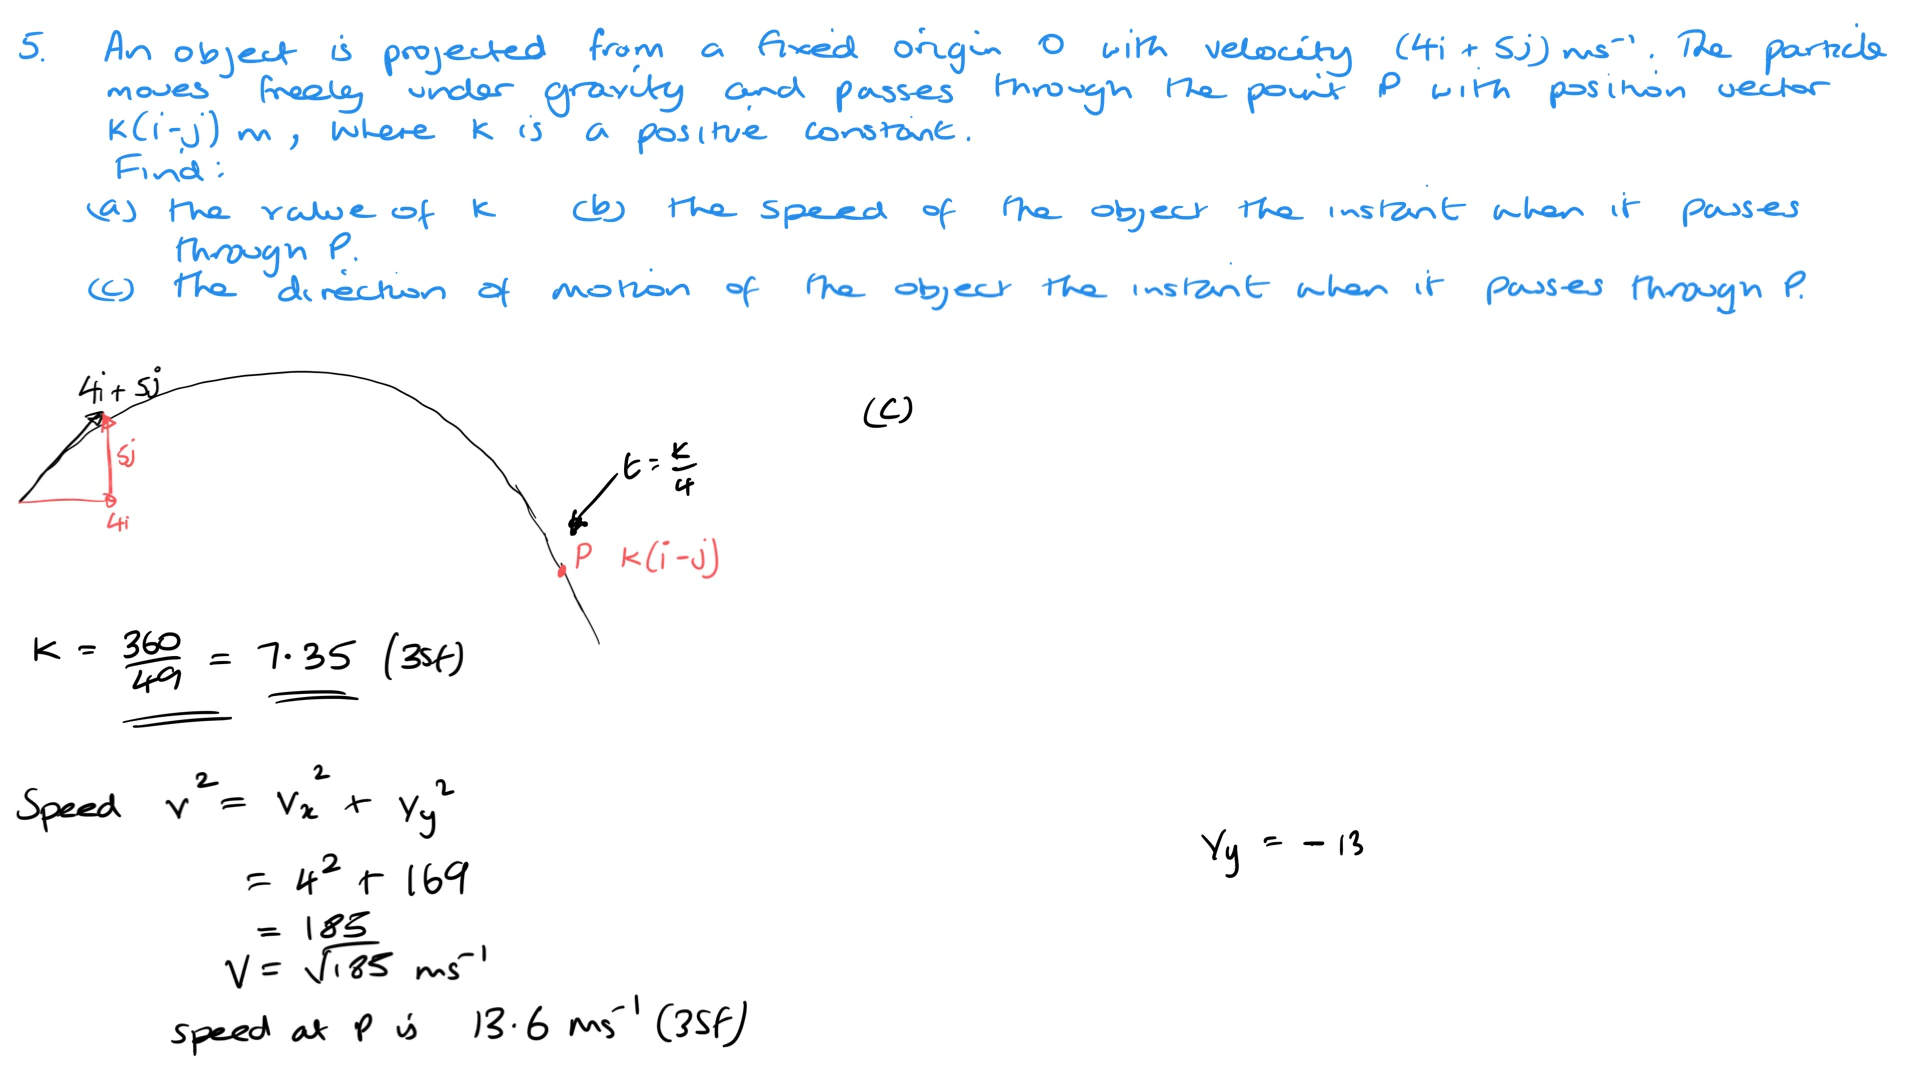 5. An object is projected from a fixed origin O with velocity (4i + 5j) ms⁻¹. The particle
moves freely under gravity and passes through the point P with position vector
K(i-j) m, where K is a positive constant.
Find:
(a) the value of K (b) the speed of the object the instant when it passes
through P.
(c) the direction of motion of the object the instant when it passes through P.
4i + 5j
5j
4i
t = K/4
P K(i-j)
(C)
K = 360/49 = 7.35 (3sf)
Speed v² = Vx² + Vy²
= 4² + 169
= 185
V = √185 ms⁻¹
speed at P is 13.6 ms⁻¹ (3sf)
Vy = -13